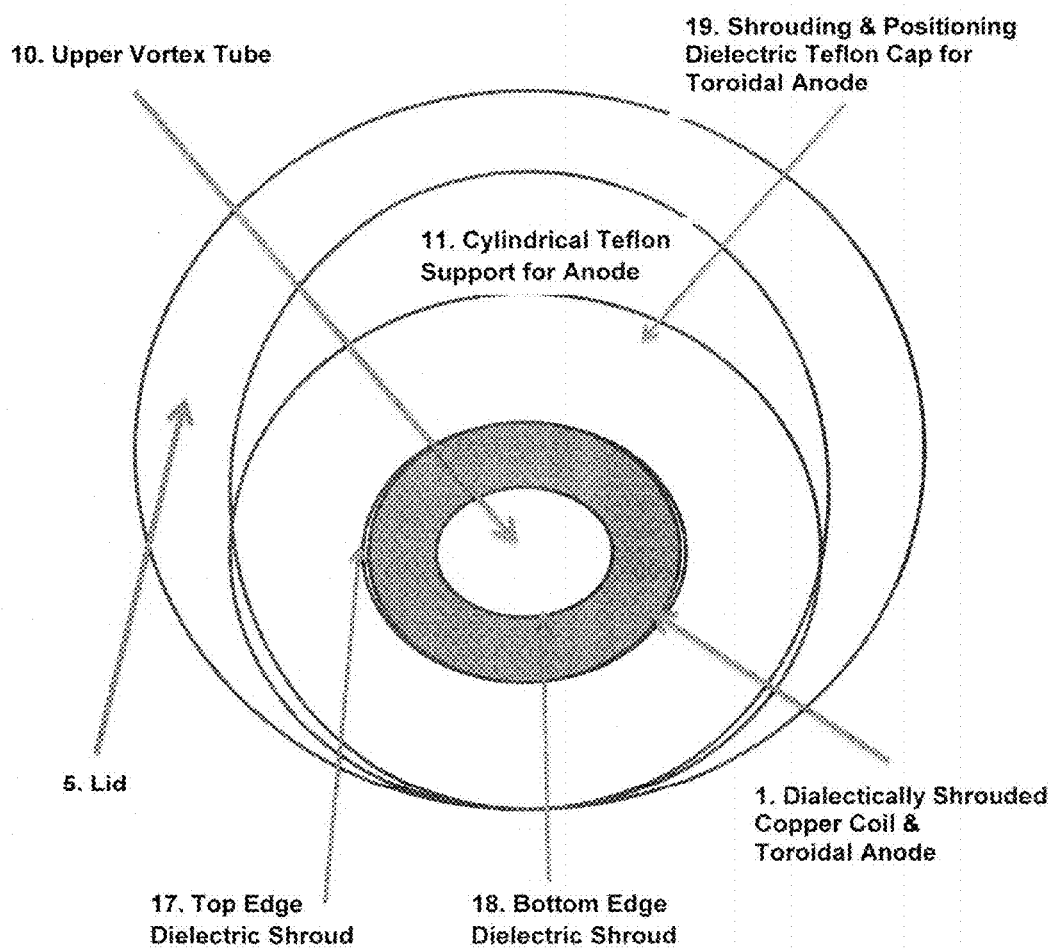 10. Upper Vortex Tube
19. Shrouding & Positioning
Dielectric Teflon Cap for
Toroidal Anode
11. Cylindrical Teflon
Support for Anode
5. Lid
1. Dialectically Shrouded
Copper Coil &
Toroidal Anode
17. Top Edge
Dielectric Shroud
18. Bottom Edge
Dielectric Shroud